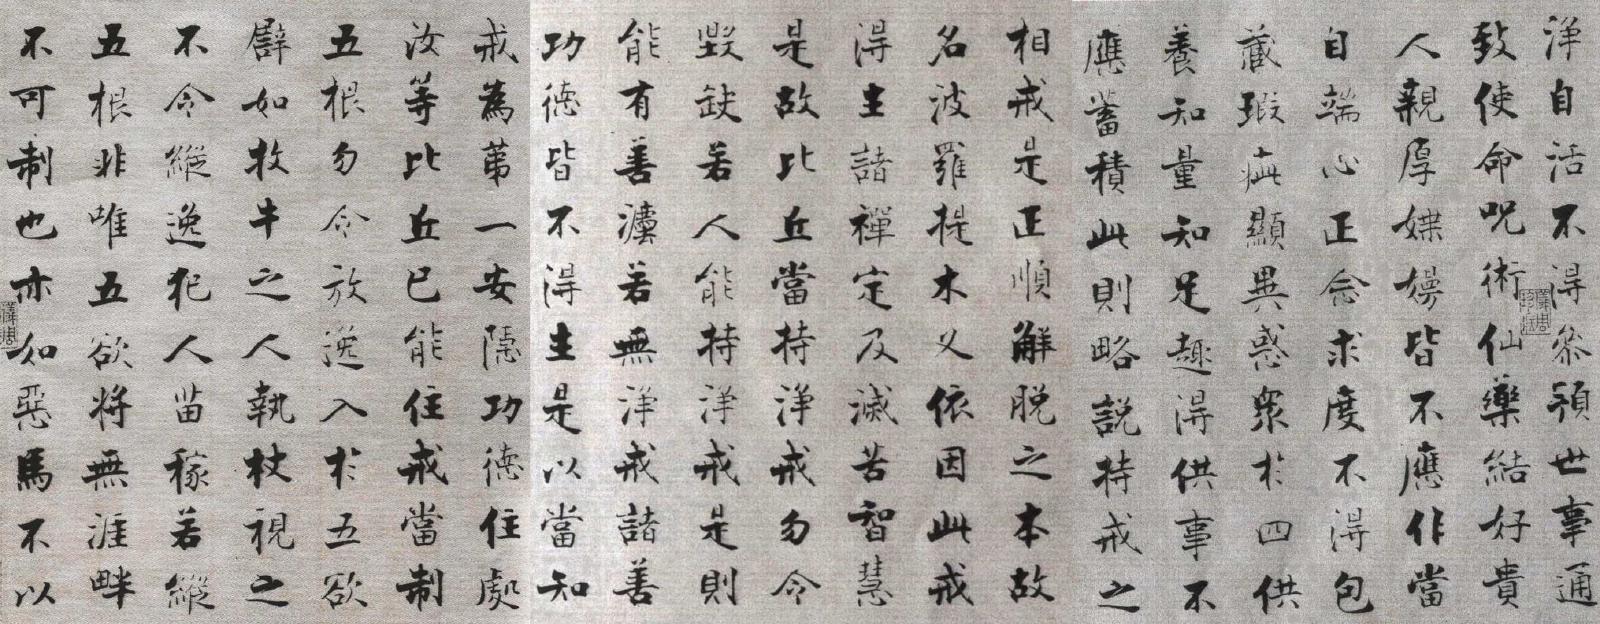 淨自活不得叅預世事通
致使命呪術仙藥結好貴
人親厚媟嫚皆不應作當
自端心正念求度不得包
藏瑕疵顯異惑衆於四供
養知量知足趣得供事不
應蓄積此則略説持戒之
相戒是正順解脱之本故
名波羅提木叉依因此戒
得生諸禪定及滅苦智慧
是故比丘當持淨戒勿令
毀缺若人能持淨戒是則
能有善灋若無淨戒諸善
功德皆不得生是以當知
戒為第一安隱功德住處
汝等比丘已能住戒當制
五根勿令放逸入於五欲
譬如牧牛之人執杖視之
不令縱逸犯人苗稼若縱
五根非唯五欲將無涯畔
不可制也亦如惡馬不以